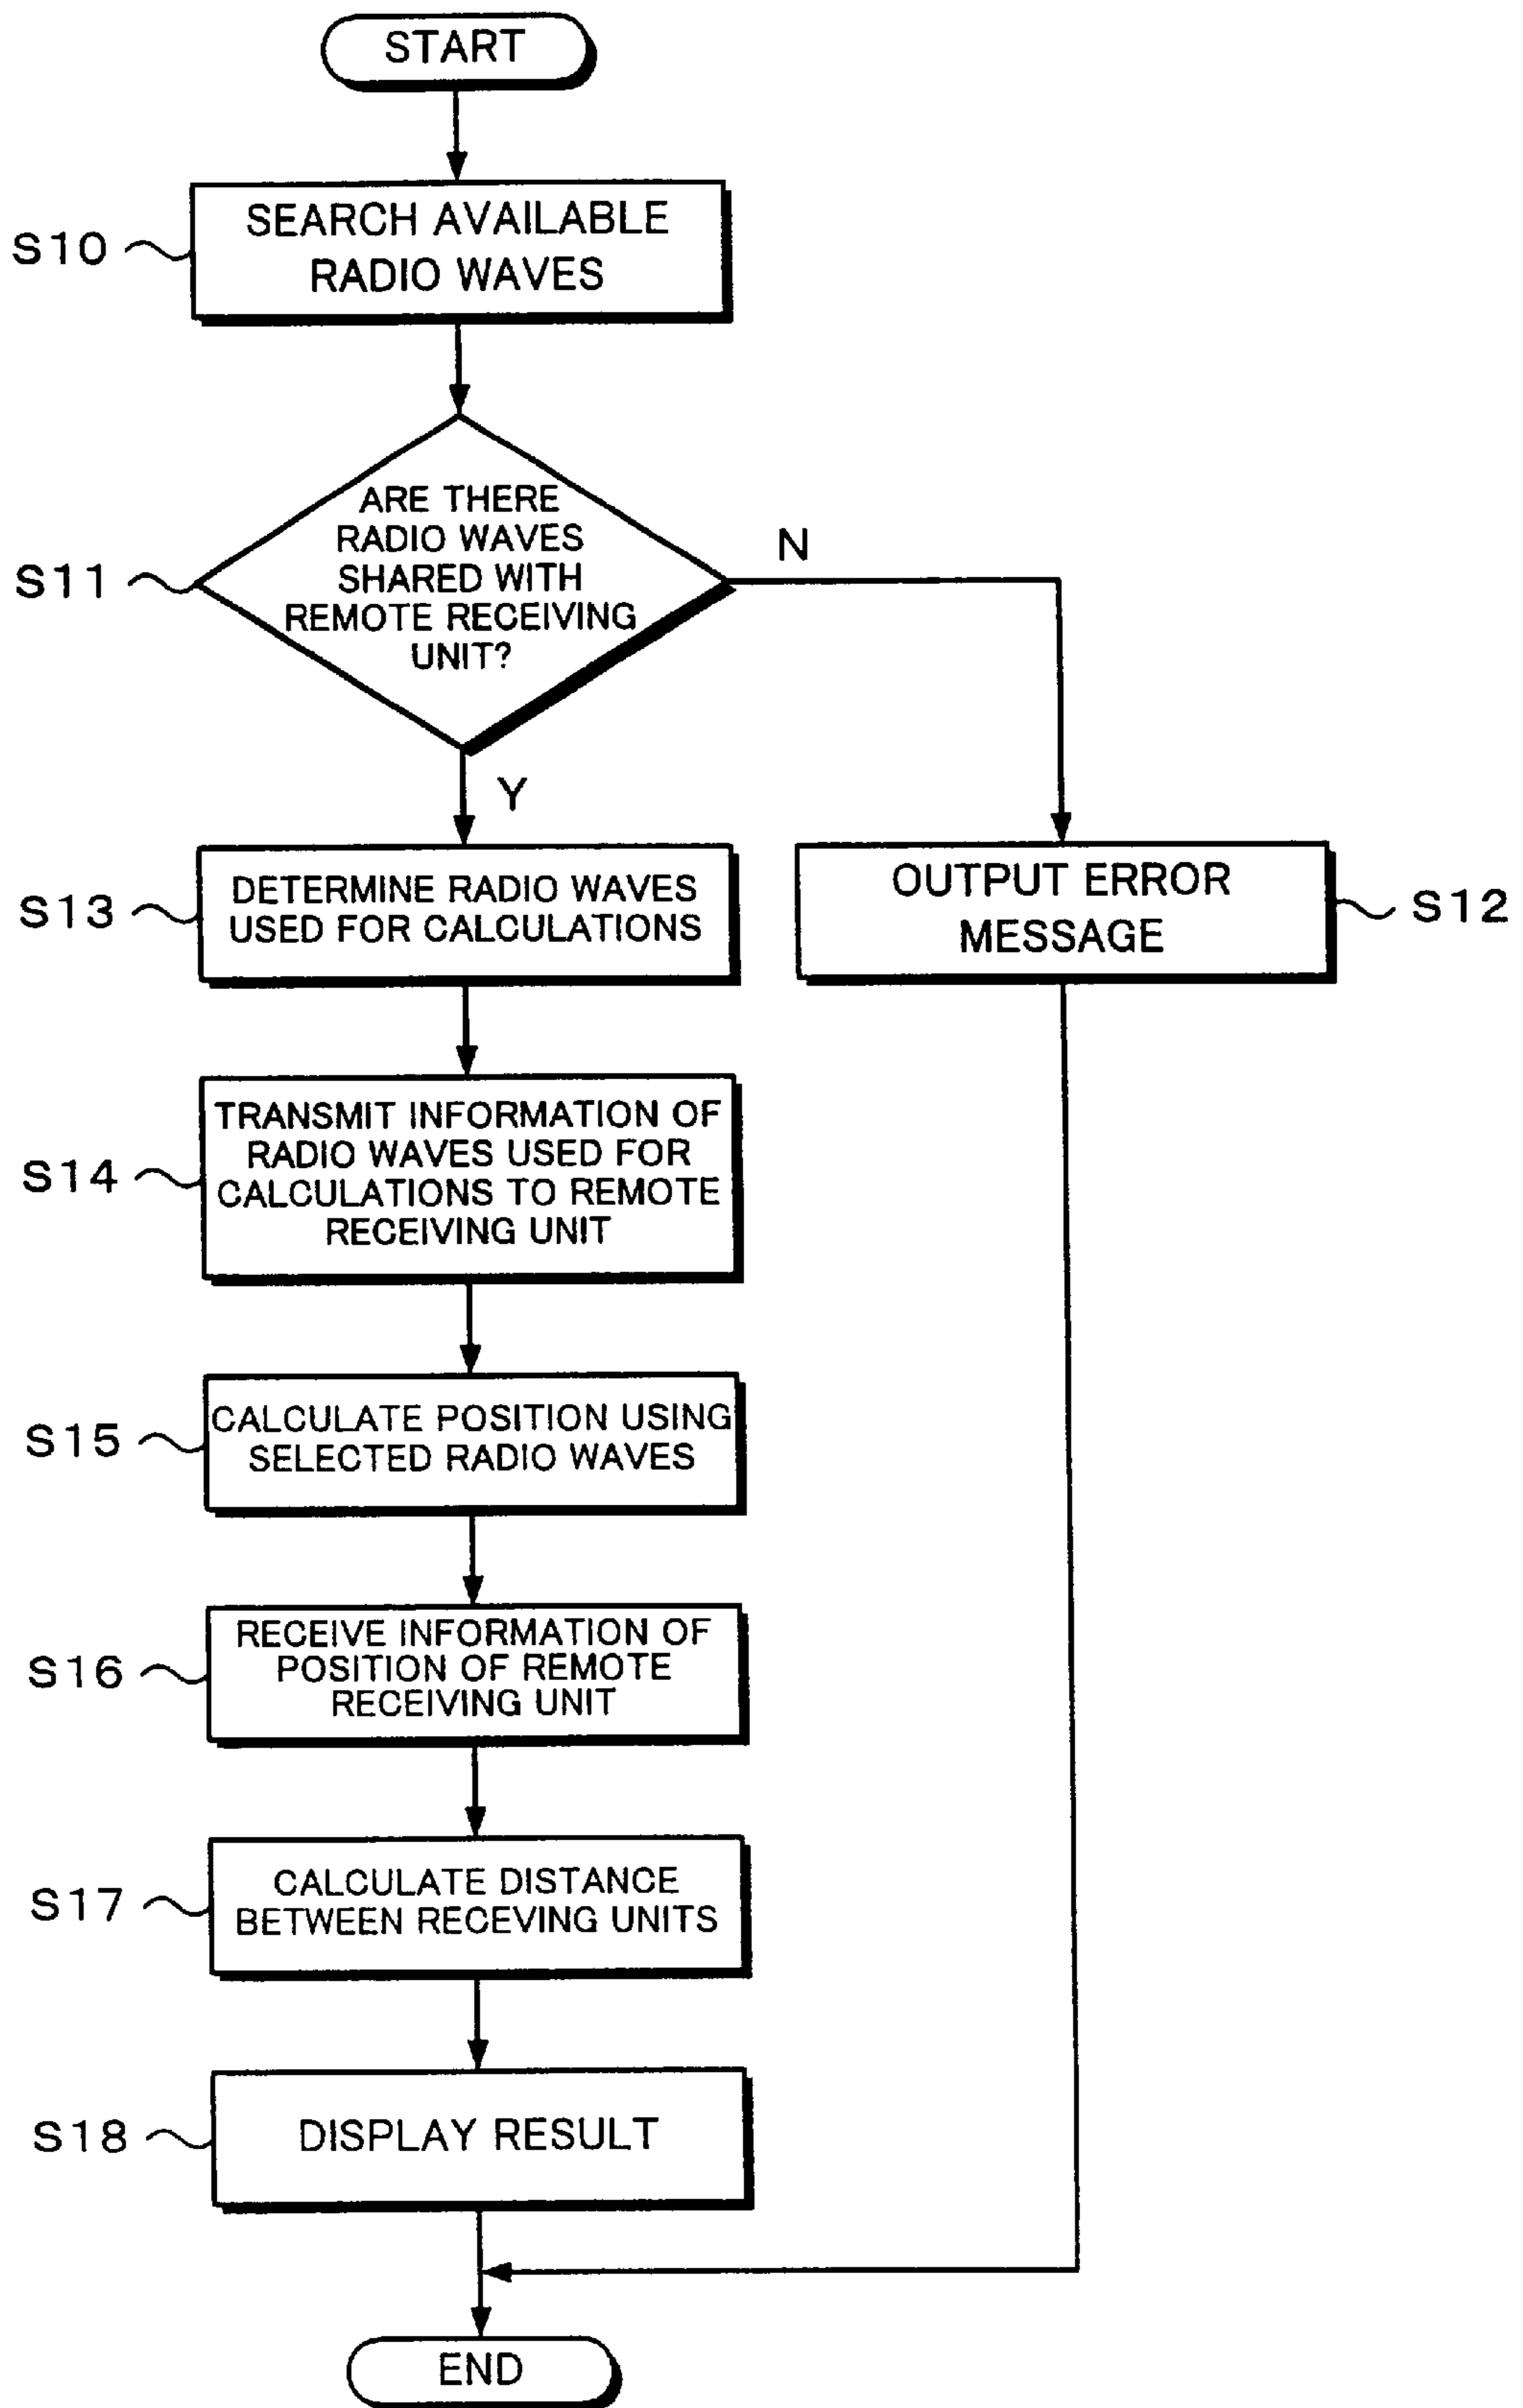 START
S10
SEARCH AVAILABLE
RADIO WAVES
S11
ARE THERE
RADIO WAVES
SHARED WITH
REMOTE RECEIVING
UNIT?
N
Y
S13
DETERMINE RADIO WAVES
USED FOR CALCULATIONS
OUTPUT ERROR
MESSAGE
S12
S14
TRANSMIT INFORMATION OF
RADIO WAVES USED FOR
CALCULATIONS TO REMOTE
RECEIVING UNIT
S15
CALCULATE POSITION USING
SELECTED RADIO WAVES
S16
RECEIVE INFORMATION OF
POSITION OF REMOTE
RECEIVING UNIT
S17
CALCULATE DISTANCE
BETWEEN RECEVING UNITS
S18
DISPLAY RESULT
END